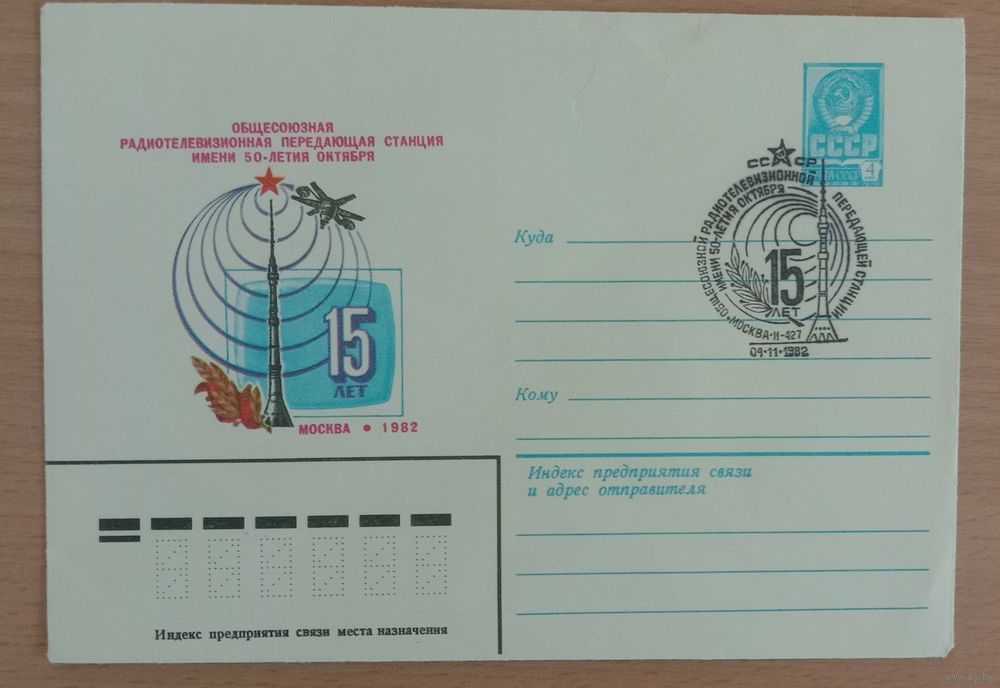 ОБЩЕСОЮЗНАЯ
РАДИОТЕЛЕВИЗИОННАЯ ПЕРЕДАЮЩАЯ СТАНЦИЯ
ИМЕНИ 50-ЛЕТИЯ ОКТЯБРЯ
15
ЛЕТ
МОСКВА • 1982
СССР
4
СССР
ОБЩЕСОЮЗНОЙ РАДИОТЕЛЕВИЗИОННОЙ ПЕРЕДАЮЩЕЙ СТАНЦИИ
ИМЕНИ 50-ЛЕТИЯ ОКТЯБРЯ
15
ЛЕТ
МОСКВА-И-427
04·11·1982
Куда
Кому
Индекс предприятия связи
и адрес отправителя
Индекс предприятия связи места назначения